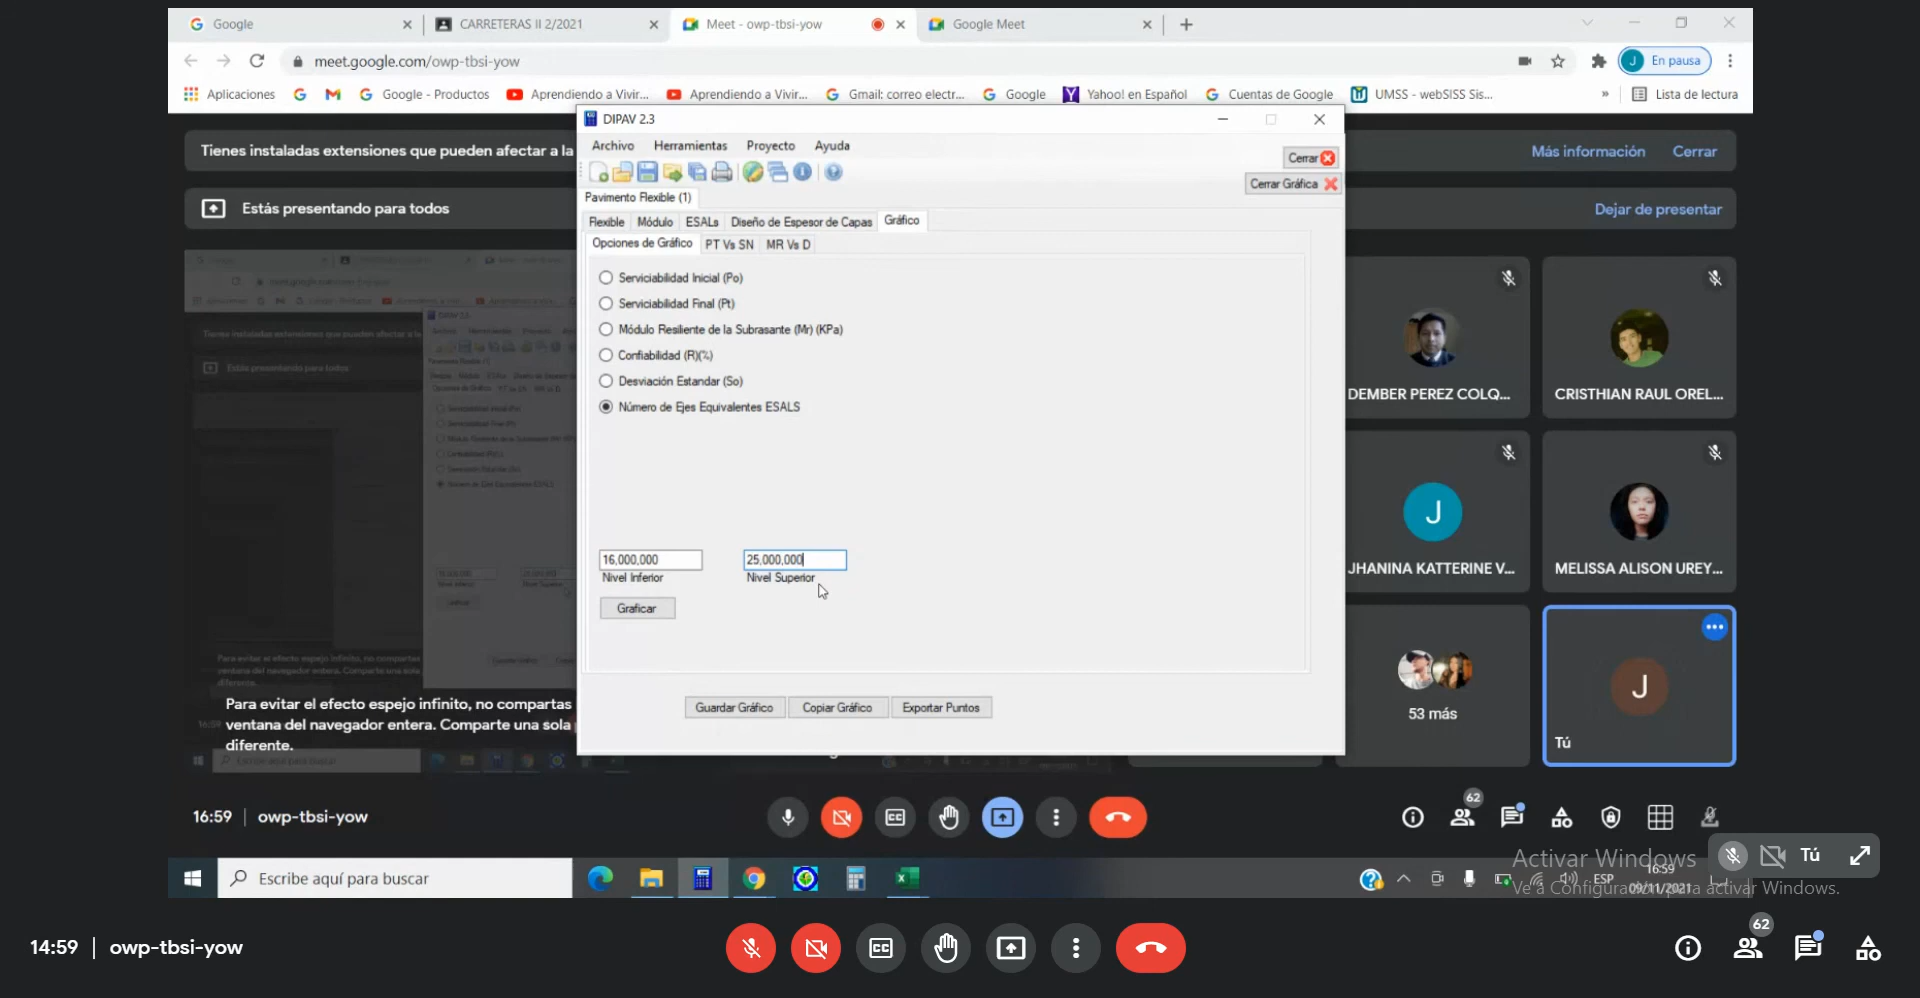 Google
CARRETERAS II 2/2021
Meet - owp-tbsi-yow
Google Meet
meet.google.com/owp-tbsi-yow
J
En pausa
Aplicaciones
Google - Productos
Aprendiendo a Vivir...
Aprendiendo a Vivir...
Gmail: correo electr...
Google
Yahoo! en Español
Cuentas de Google
UMSS - webSISS Sis...
»
Lista de lectura
Tienes instaladas extensiones que pueden afectar a la
Más información
Cerrar
Estás presentando para todos
Dejar de presentar
DIPAV 2.3
Archivo Herramientas Proyecto Ayuda
Cerrar
Cerrar Gráfica
Pavimento Flexible (1)
Flexible Módulo ESALs Diseño de Espesor de Capas Gráfico
Opciones de Gráfico PT Vs SN MR Vs D
Serviciabilidad Inicial (Po)
Serviciabilidad Final (Pt)
Módulo Resiliente de la Subrasante (Mr) (KPa)
Confiabilidad (R)(%)
Desviación Estandar (So)
Número de Ejes Equivalentes ESALS
16,000,000
25,000,000
Nivel Inferior
Nivel Superior
Graficar
Guardar Gráfico
Copiar Gráfico
Exportar Puntos
Para evitar el efecto espejo infinito, no compartas
ventana del navegador entera. Comparte una sola
diferente.
DEMBER PEREZ COLQ...
CRISTHIAN RAUL OREL...
J
JHANINA KATTERINE V...
MELISSA ALISON UREY...
53 más
J
Tú
16:59
owp-tbsi-yow
62
Escribe aquí para buscar
Activar Windows
Ve a Configuración para activar Windows.
Tú
ESP
16:59
09/11/2021
14:59
owp-tbsi-yow
62